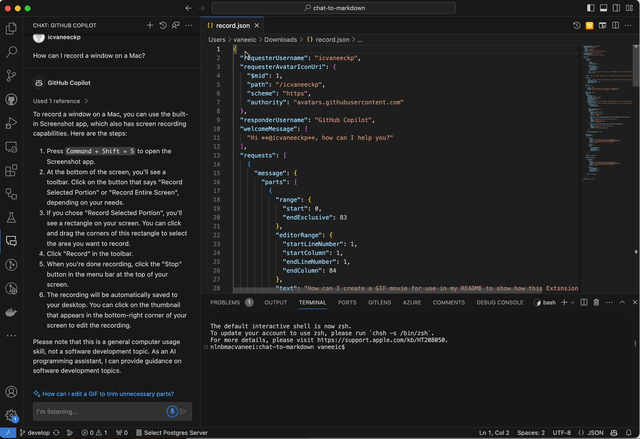 chat-to-markdown
CHAT: GITHUB COPILOT
icvaneeckp
How can I record a window on a Mac?
GitHub Copilot
Used 1 reference
To record a window on a Mac, you can use the built-
in Screenshot app, which also has screen recording
capabilities. Here are the steps:
1. Press Command + Shift + 5 to open the
Screenshot app.
2. At the bottom of the screen, you'll see a
toolbar. Click on the button that says "Record
Selected Portion" or "Record Entire Screen",
depending on your needs.
3. If you chose "Record Selected Portion", you'll
see a rectangle on your screen. You can click
and drag the corners of this rectangle to select
the area you want to record.
4. Click "Record" in the toolbar.
5. When you're done recording, click the "Stop"
button in the menu bar at the top of your
screen.
6. The recording will be automatically saved to
your desktop. You can click on the thumbnail
that appears in the bottom-right corner of your
screen to edit the recording.
Please note that this is a general computer usage
skill, not a software development topic. As an AI
programming assistant, I can provide guidance on
software development topics.
How can I edit a GIF to trim unnecessary parts?
I'm listening...
{} record.json
Users > vaneeic > Downloads > {} record.json > ...
1 {
2 "requesterUsername": "icvaneeckp",
3 "requesterAvatarIconUri": {
4 "$mid": 1,
5 "path": "/icvaneeckp",
6 "scheme": "https",
7 "authority": "avatars.githubusercontent.com"
8 },
9 "responderUsername": "GitHub Copilot",
10 "welcomeMessage": [
11 "Hi **@icvaneeckp**, how can I help you?"
12 ],
13 "requests": [
14 {
15 "message": {
16 "parts": [
17 {
18 "range": {
19 "start": 0,
20 "endExclusive": 83
21 },
22 "editorRange": {
23 "startLineNumber": 1,
24 "startColumn": 1,
25 "endLineNumber": 1,
26 "endColumn": 84
27 },
28 "text": "How can I create a GIF movie for use in my README to show how this Extsnsion
PROBLEMS 1 OUTPUT TERMINAL PORTS GITLENS AZURE COMMENTS DEBUG CONSOLE
bash
The default interactive shell is now zsh.
To update your account to use zsh, please run `chsh -s /bin/zsh`.
For more details, please visit https://support.apple.com/kb/HT208050.
nlnbmacvaneei:chat-to-markdown vaneeic$
1
develop 0 1 0 Select Postgres Server Ln 1, Col 2 Spaces: 2 UTF-8 {} JSON